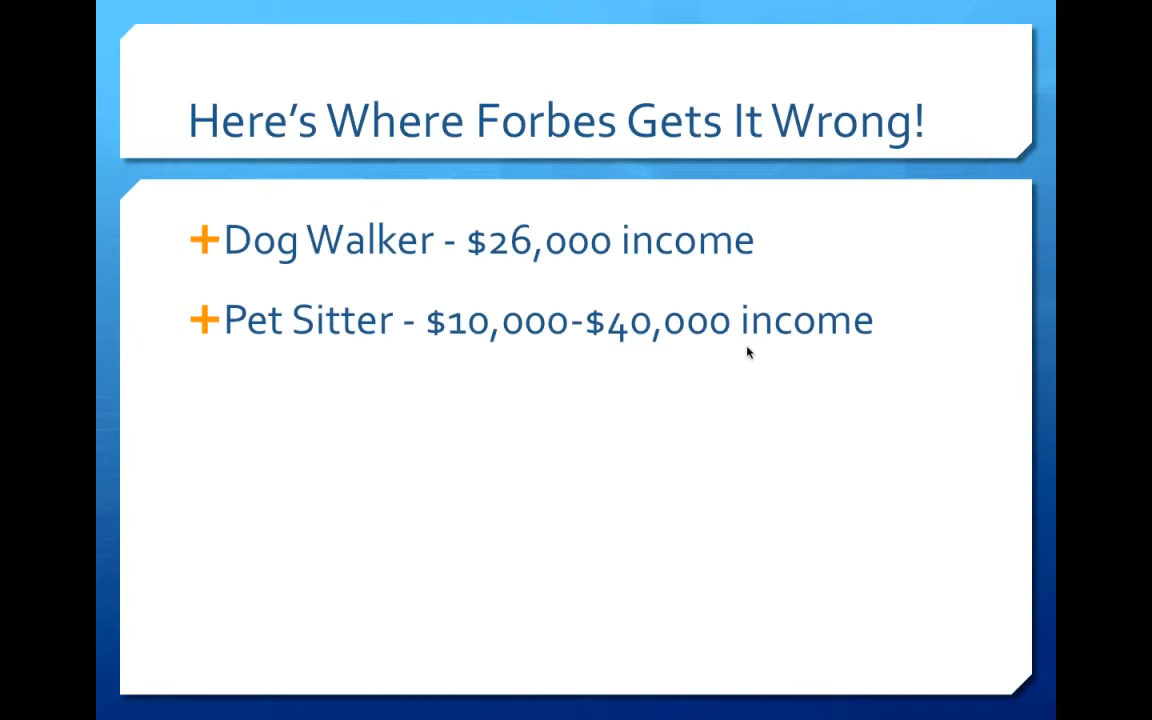 Here’s Where Forbes Gets It Wrong!
+Dog Walker - $26,000 income
+Pet Sitter - $10,000-$40,000 income